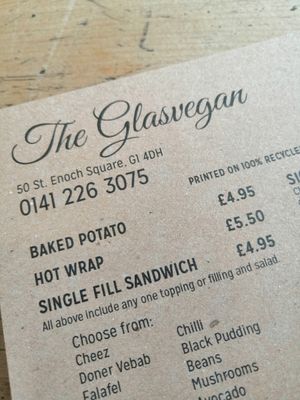 The Glasvegan
50 St. Enoch Square, G1 4DH
0141 226 3075
PRINTED ON 100% RECYCLE
BAKED POTATO £4.95
HOT WRAP £5.50
SINGLE FILL SANDWICH £4.95
All above include any one topping or filling and salad.
Choose from:
Cheez
Doner Vebab
Falafel
Chilli
Black Pudding
Beans
Mushrooms
Avocado